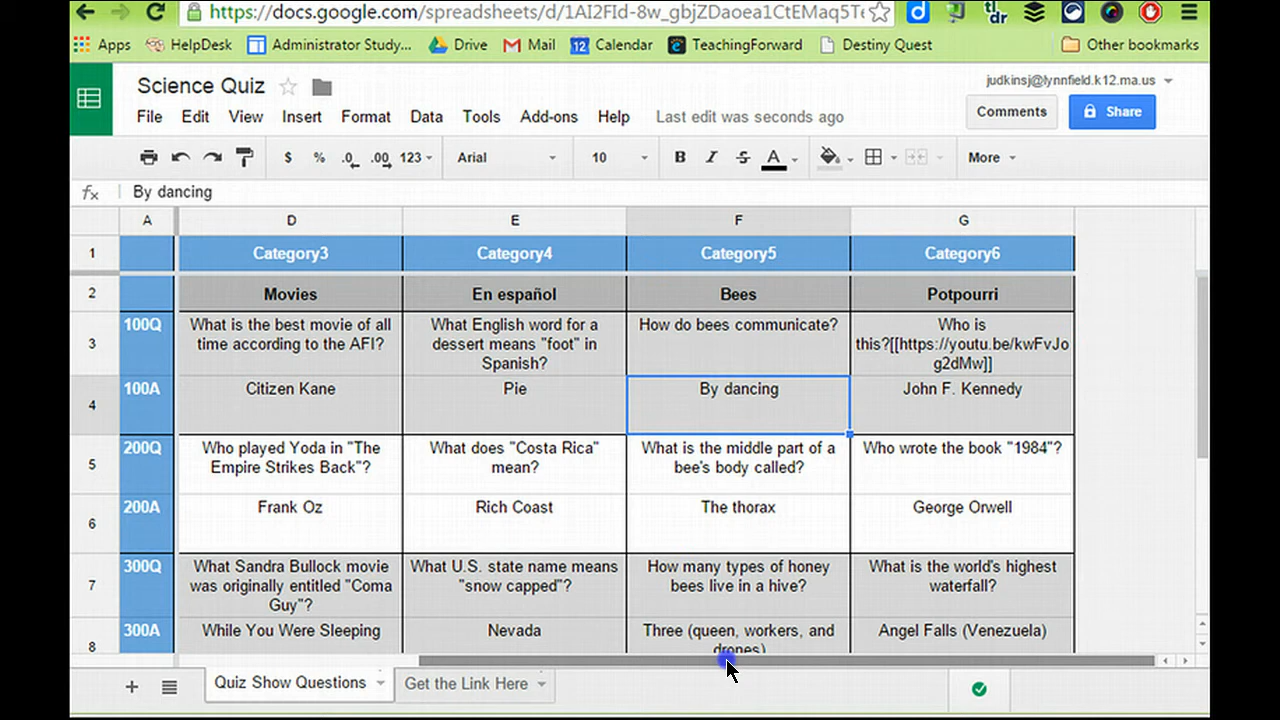 https://docs.google.com/spreadsheets/d/1AI2FId-8w_gbjZDaoea1CtEMaq5Te
Apps HelpDesk Administrator Study... Drive Mail 12 Calendar TeachingForward Destiny Quest Other bookmarks
Science Quiz
judkinsj@lynnfield.k12.ma.us
File Edit View Insert Format Data Tools Add-ons Help Last edit was seconds ago
Comments Share
$ % .0 .00 123 Arial 10 B I S A More
fx By dancing
A D E F G
1 Category3 Category4 Category5 Category6
2 Movies En español Bees Potpourri
3 100Q
What is the best movie of all
time according to the AFI?
What English word for a
dessert means "foot" in
Spanish?
How do bees communicate?
Who is
this?[[https://youtu.be/kwFvJo
g2dMw]]
4 100A Citizen Kane Pie By dancing John F. Kennedy
5 200Q
Who played Yoda in "The
Empire Strikes Back"?
What does "Costa Rica"
mean?
What is the middle part of a
bee's body called?
Who wrote the book "1984"?
6 200A Frank Oz Rich Coast The thorax George Orwell
7 300Q
What Sandra Bullock movie
was originally entitled "Coma
Guy"?
What U.S. state name means
"snow capped"?
How many types of honey
bees live in a hive?
What is the world's highest
waterfall?
8 300A While You Were Sleeping Nevada
Three (queen, workers, and
drones)
Angel Falls (Venezuela)
Quiz Show Questions Get the Link Here